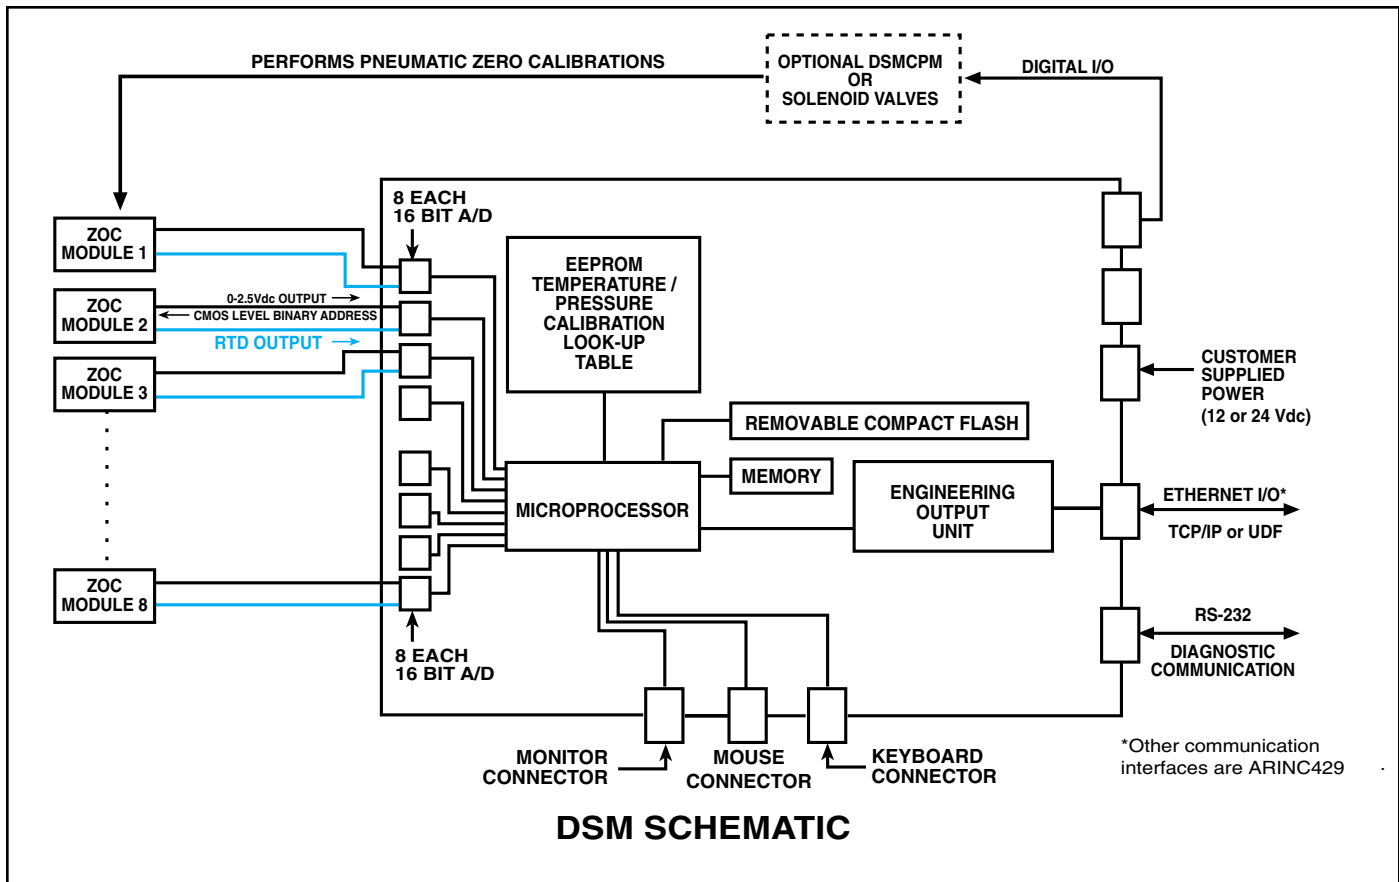 PERFORMS PNEUMATIC ZERO CALIBRATIONS
OPTIONAL DSMCPM
OR
SOLENOID VALVES
DIGITAL I/O
8 EACH
16 BIT A/D
ZOC
MODULE 1
EEPROM
TEMPERATURE /
PRESSURE
CALIBRATION
LOOK-UP
TABLE
0-2.5Vdc OUTPUT
ZOC
MODULE 2
CMOS LEVEL BINARY ADDRESS
RTD OUTPUT
ZOC
MODULE 3
CUSTOMER
SUPPLIED
POWER
(12 or 24 Vdc)
REMOVABLE COMPACT FLASH
MEMORY
MICROPROCESSOR
ENGINEERING
OUTPUT
UNIT
ETHERNET I/O*
TCP/IP or UDF
ZOC
MODULE 8
8 EACH
16 BIT A/D
RS-232
DIAGNOSTIC
COMMUNICATION
MONITOR
CONNECTOR
MOUSE
CONNECTOR
KEYBOARD
CONNECTOR
*Other communication
interfaces are ARINC429
DSM SCHEMATIC